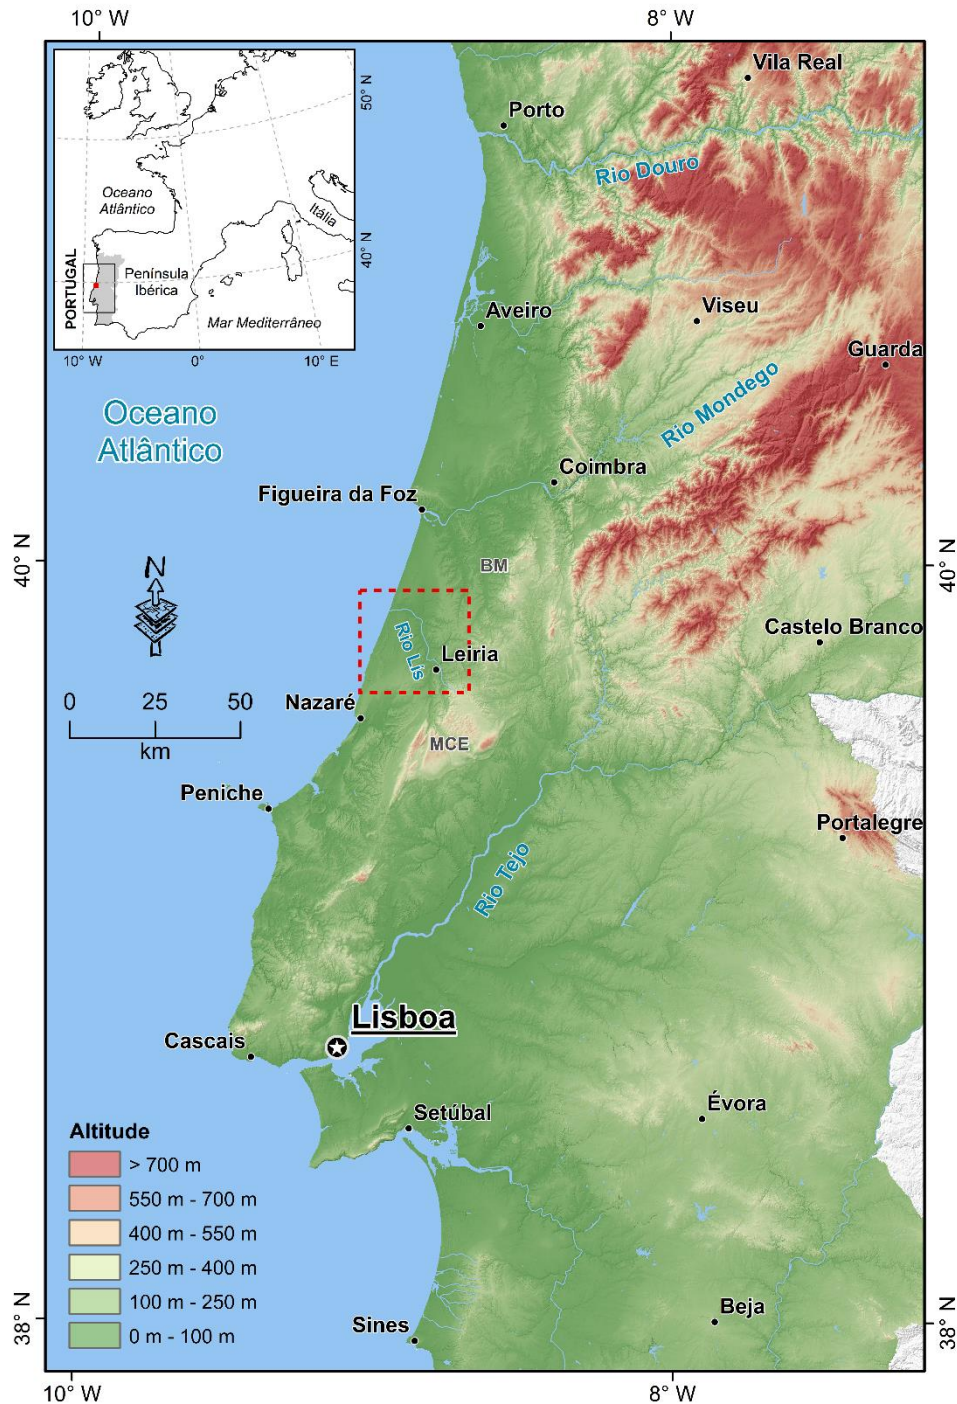 10° W
8° W
50° N
Oceano
Atlântico
Itália
40° N
PORTUGAL
Península
Ibérica
Mar Mediterrâneo
10° W
0°
10° E
Vila Real
Porto
Rio Douro
Aveiro
Viseu
Guarda
Oceano
Atlântico
Rio Mondego
Coimbra
Figueira da Foz
40° N
40° N
BM
N
Castelo Branco
Rio Lis
Leiria
0
25
50
km
Nazaré
MCE
Peniche
Portalegre
Rio Tejo
Lisboa
Cascais
Setúbal
Évora
Altitude
> 700 m
550 m - 700 m
400 m - 550 m
250 m - 400 m
100 m - 250 m
0 m - 100 m
Beja
Sines
38° N
38° N
10° W
8° W